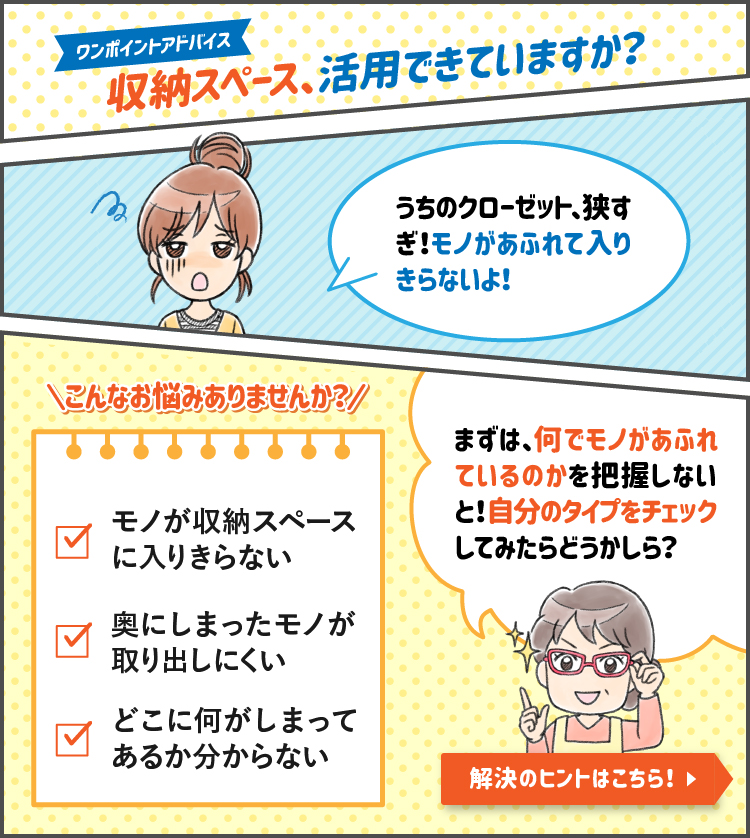 ワンポイントアドバイス
収納スペース、活用できていますか?
うちのクローゼット、狭す
ぎ!モノがあふれて入り
きらないよ!
こんなお悩みありませんか?
モノが収納スペース
に入りきらない
奥にしまったモノが
取り出しにくい
どこに何がしまって
あるか分からない
まずは、何でモノがあふれ
ているのかを把握しない
と!自分のタイプをチェック
してみたらどうかしら?
解決のヒントはこちら!